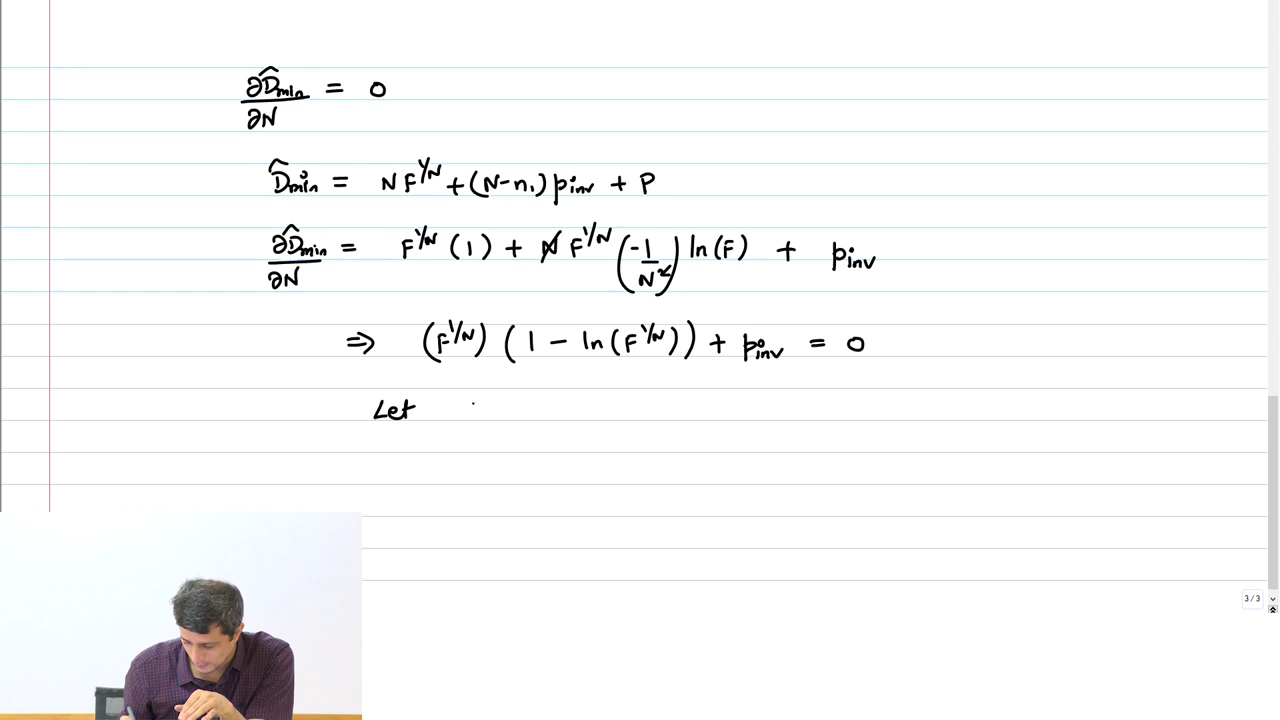 ∂D̂min/∂N = 0
D̂min = N F^(1/N) + (N-n₁) pinv + P
∂D̂min/∂N = F^(1/N) (1) + N F^(1/N) (-1/N²) ln(F) + pinv
⇒ (F^(1/N)) (1 - ln(F^(1/N))) + pinv = 0
Let
3/3